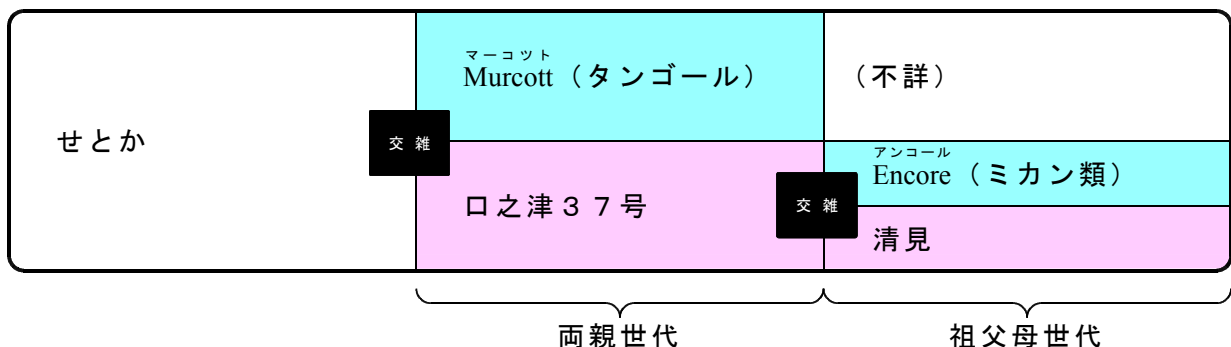 せとか
交雑
マーコット
Murcott（タンゴール）
口之津３７号
交雑
（不詳）
アンコール
Encore（ミカン類）
清見
両親世代
祖父母世代